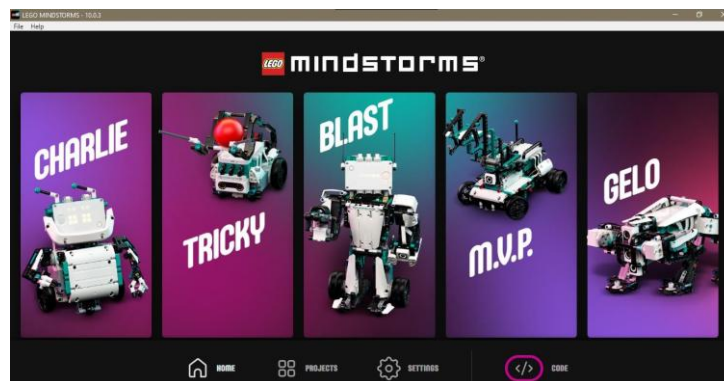 LEGO MINDSTORMS - 10.0.3
File Help
LEGO mindstorms®
CHARLIE
TRICKY
BLAST
M.V.P.
GELO
HOME PROJECTS SETTINGS </> CODE